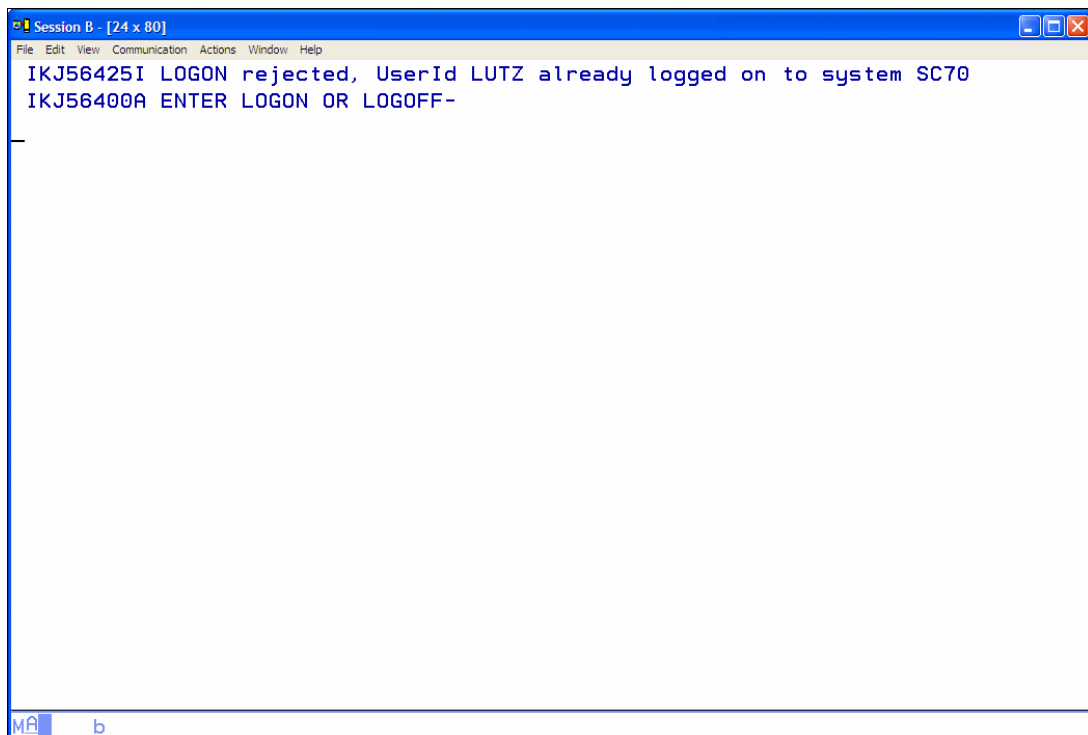 Session B - [24 x 80]
File Edit View Communication Actions Window Help
IKJ56425I LOGON rejected, UserId LUTZ already logged on to system SC70
IKJ56400A ENTER LOGON OR LOGOFF-
MA b